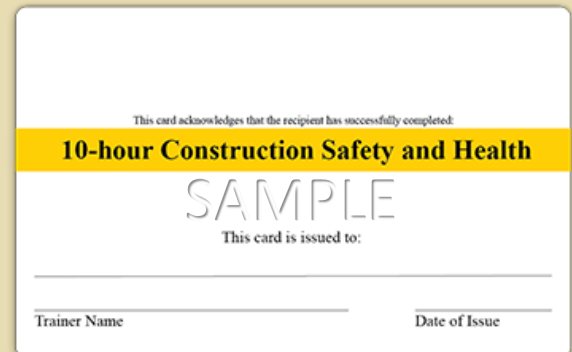 This card acknowledges that the recipient has successfully completed:
10-hour Construction Safety and Health
SAMPLE
This card is issued to:
Trainer Name
Date of Issue